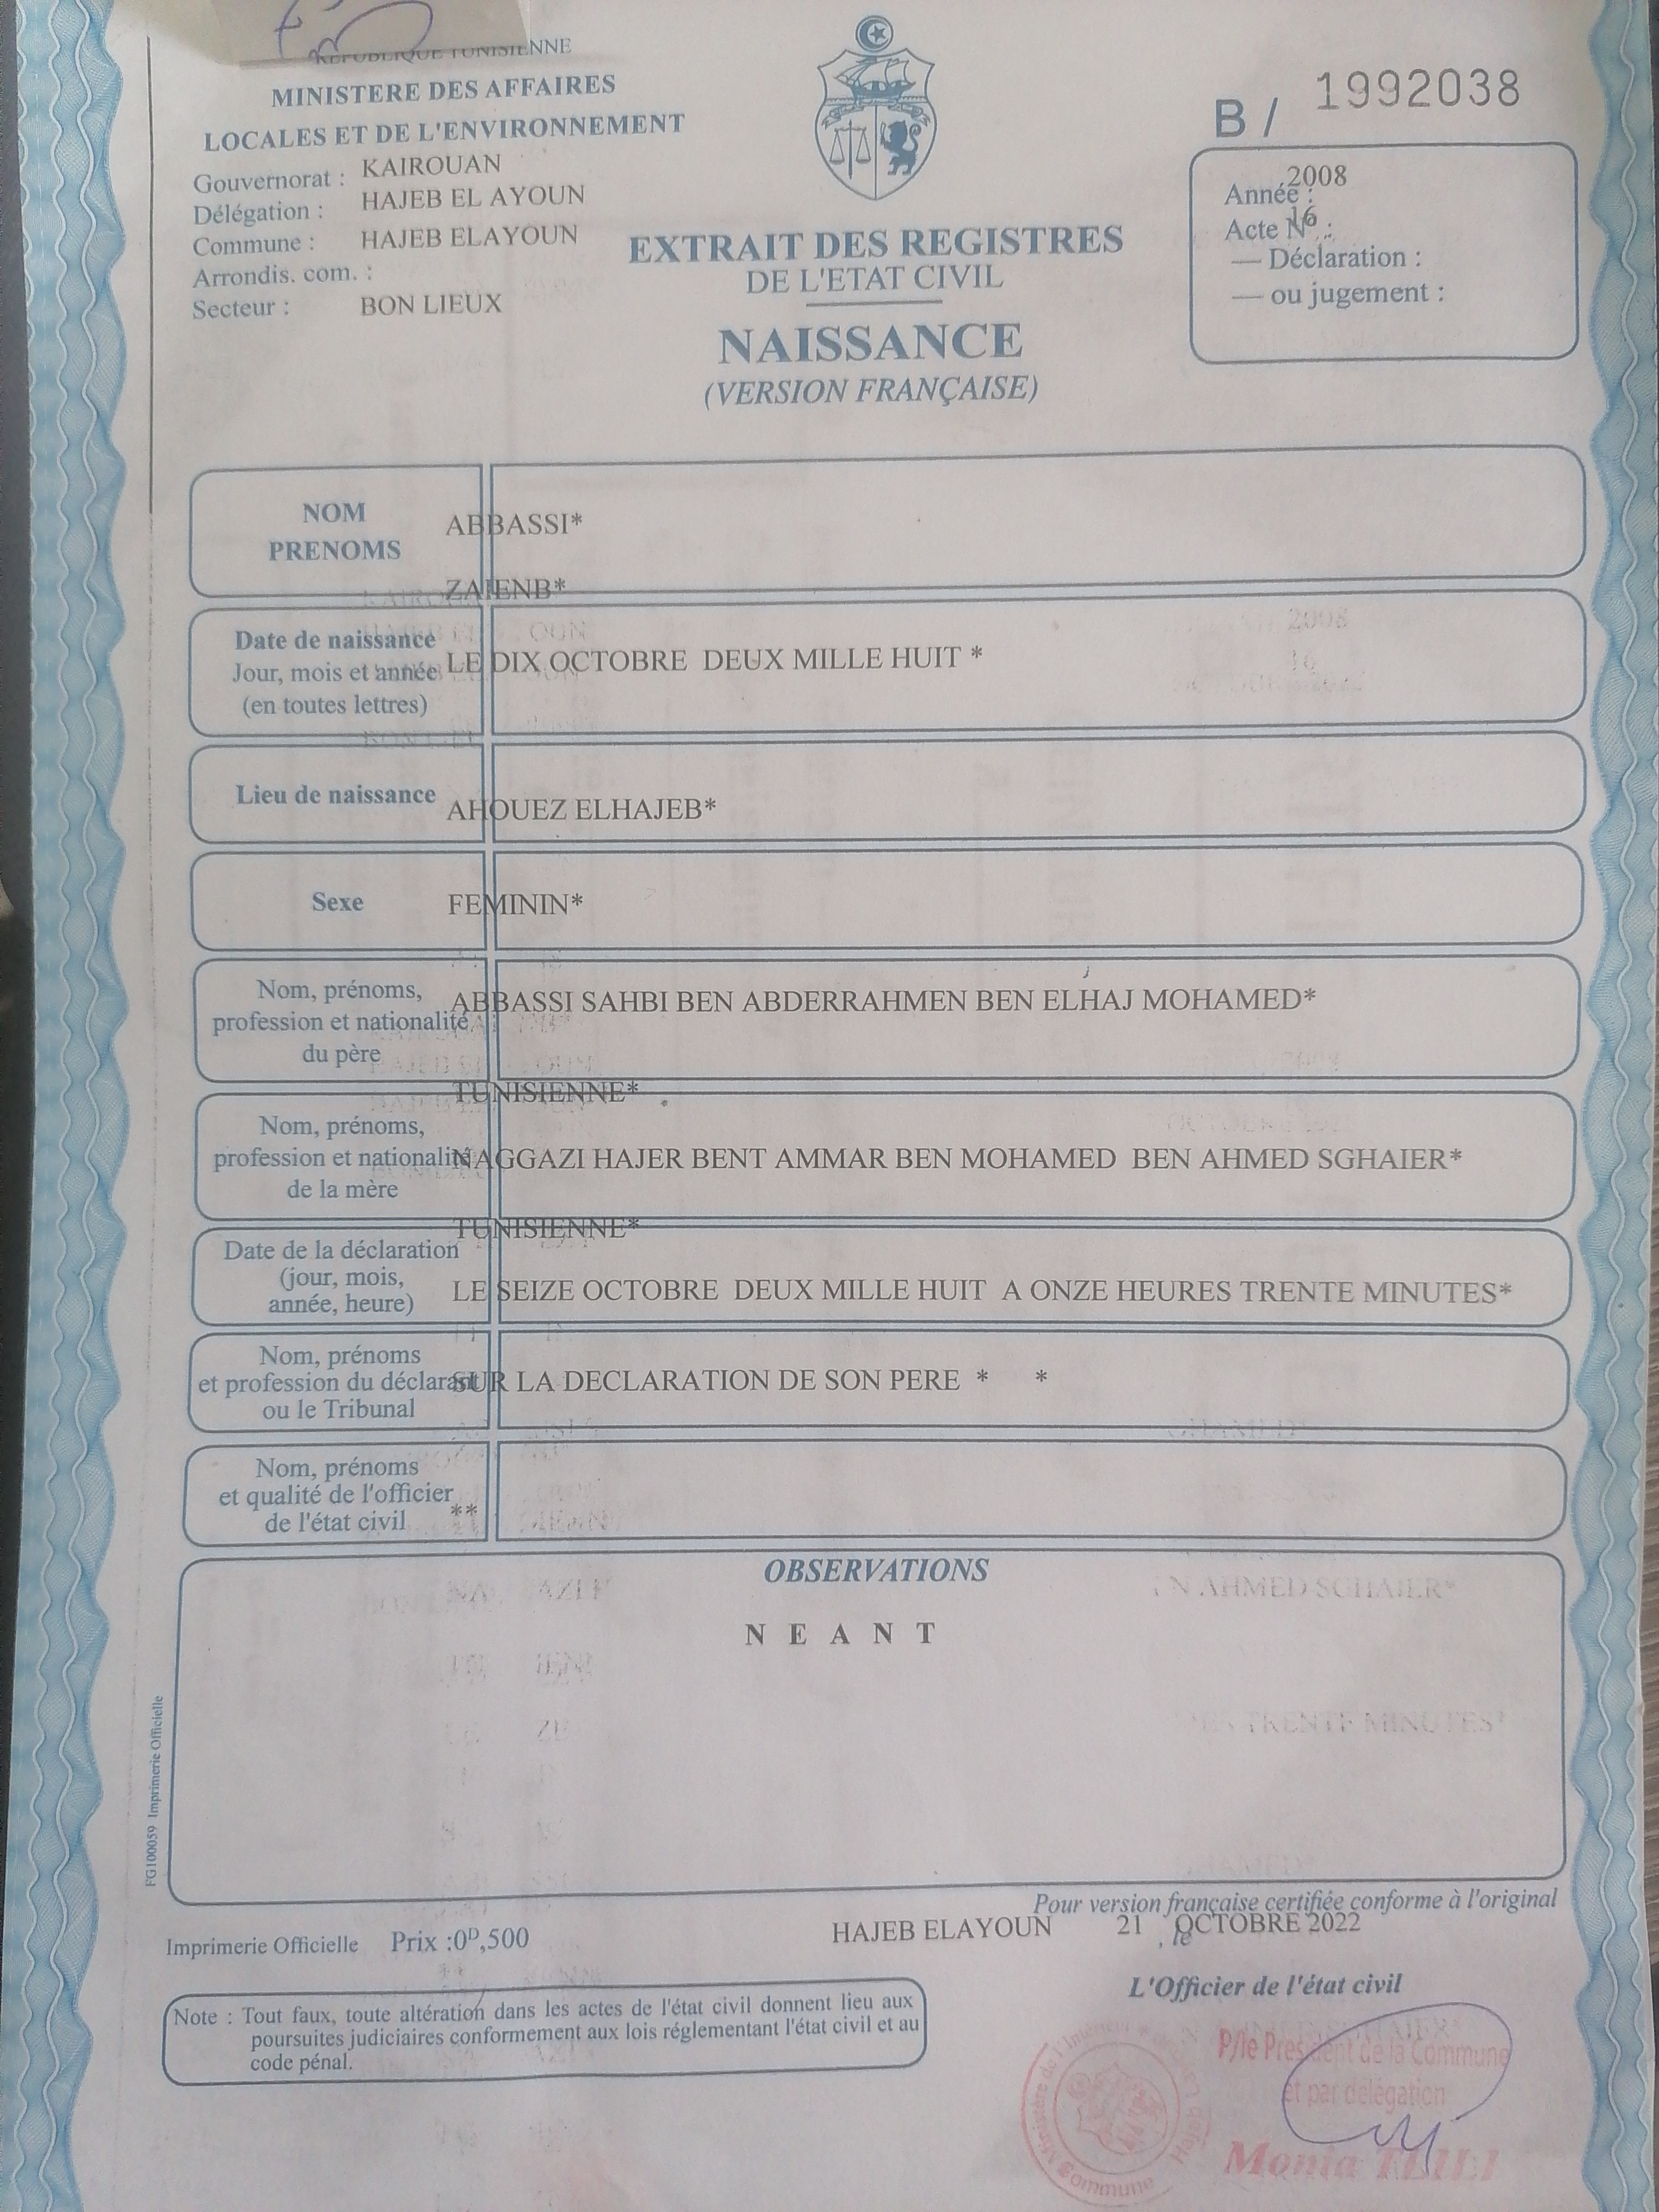 REPUBLIQUE TUNISIENNE
MINISTERE DES AFFAIRES
LOCALES ET DE L'ENVIRONNEMENT
Gouvernorat : KAIROUAN
Délégation : HAJEB EL AYOUN
Commune : HAJEB ELAYOUN
Arrondis. com. :
Secteur : BON LIEUX
B / 1992038
Année : 2008
Acte N° : 16
— Déclaration :
— ou jugement :
EXTRAIT DES REGISTRES
DE L'ETAT CIVIL
NAISSANCE
(VERSION FRANÇAISE)
NOM
PRENOMS
ABBASSI*
ZAIENB*
Date de naissance
Jour, mois et année
(en toutes lettres)
LE DIX OCTOBRE DEUX MILLE HUIT *
Lieu de naissance
AHOUEZ ELHAJEB*
Sexe
FEMININ*
Nom, prénoms,
profession et nationalité
du père
ABBASSI SAHBI BEN ABDERRAHMEN BEN ELHAJ MOHAMED*
TUNISIENNE*
Nom, prénoms,
profession et nationalité
de la mère
NAGGAZI HAJER BENT AMMAR BEN MOHAMED BEN AHMED SGHAIER*
TUNISIENNE*
Date de la déclaration
(jour, mois,
année, heure)
LE SEIZE OCTOBRE DEUX MILLE HUIT A ONZE HEURES TRENTE MINUTES*
Nom, prénoms
et profession du déclarant
ou le Tribunal
SUR LA DECLARATION DE SON PERE * *
Nom, prénoms
et qualité de l'officier
de l'état civil
**
OBSERVATIONS
N E A N T
FG100059 Imprimerie Officielle
Pour version française certifiée conforme à l'original
HAJEB ELAYOUN , le 21 OCTOBRE 2022
Imprimerie Officielle Prix :0ᴰ,500
L'Officier de l'état civil
Note : Tout faux, toute altération dans les actes de l'état civil donnent lieu aux
poursuites judiciaires conformement aux lois réglementant l'état civil et au
code pénal.
P/le President de la Commune
et par delégation
Monia TLILI